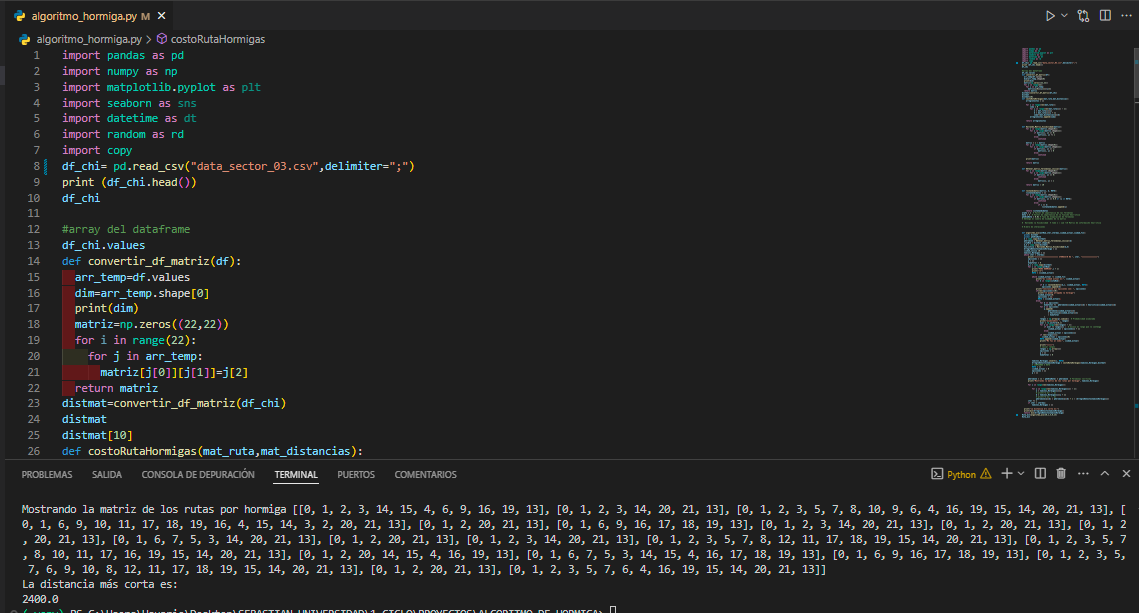 algoritmo_hormiga.py M
algoritmo_hormiga.py > costoRutaHormigas
1 import pandas as pd
2 import numpy as np
3 import matplotlib.pyplot as plt
4 import seaborn as sns
5 import datetime as dt
6 import random as rd
7 import copy
8 df_chi= pd.read_csv("data_sector_03.csv",delimiter=";")
9 print (df_chi.head())
10 df_chi
11
12 #array del dataframe
13 df_chi.values
14 def convertir_df_matriz(df):
15 arr_temp=df.values
16 dim=arr_temp.shape[0]
17 print(dim)
18 matriz=np.zeros((22,22))
19 for i in range(22):
20 for j in arr_temp:
21 matriz[j[0]][j[1]]=j[2]
22 return matriz
23 distmat=convertir_df_matriz(df_chi)
24 distmat
25 distmat[10]
26 def costoRutaHormigas(mat_ruta,mat_distancias):
PROBLEMAS SALIDA CONSOLA DE DEPURACIÓN TERMINAL PUERTOS COMENTARIOS Python
Mostrando la matriz de los rutas por hormiga [[0, 1, 2, 3, 14, 15, 4, 6, 9, 16, 19, 13], [0, 1, 2, 3, 14, 20, 21, 13], [0, 1, 2, 3, 5, 7, 8, 10, 9, 6, 4, 16, 19, 15, 14, 20, 21, 13], [
0, 1, 6, 9, 10, 11, 17, 18, 19, 16, 4, 15, 14, 3, 2, 20, 21, 13], [0, 1, 2, 20, 21, 13], [0, 1, 6, 9, 16, 17, 18, 19, 13], [0, 1, 2, 3, 14, 20, 21, 13], [0, 1, 2, 20, 21, 13], [0, 1, 2
, 20, 21, 13], [0, 1, 6, 7, 5, 3, 14, 20, 21, 13], [0, 1, 2, 20, 21, 13], [0, 1, 2, 3, 14, 20, 21, 13], [0, 1, 2, 3, 5, 7, 8, 12, 11, 17, 18, 19, 15, 14, 20, 21, 13], [0, 1, 2, 3, 5, 7
, 8, 10, 11, 17, 16, 19, 15, 14, 20, 21, 13], [0, 1, 2, 20, 14, 15, 4, 16, 19, 13], [0, 1, 6, 7, 5, 3, 14, 15, 4, 16, 17, 18, 19, 13], [0, 1, 6, 9, 16, 17, 18, 19, 13], [0, 1, 2, 3, 5,
7, 6, 9, 10, 8, 12, 11, 17, 18, 19, 15, 14, 20, 21, 13], [0, 1, 2, 20, 21, 13], [0, 1, 2, 3, 5, 7, 6, 4, 16, 19, 15, 14, 20, 21, 13]]
La distancia más corta es:
2400.0